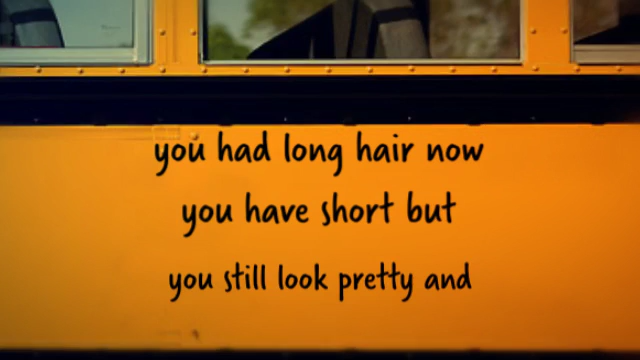 you had long hair now
you have short but
you still look pretty and